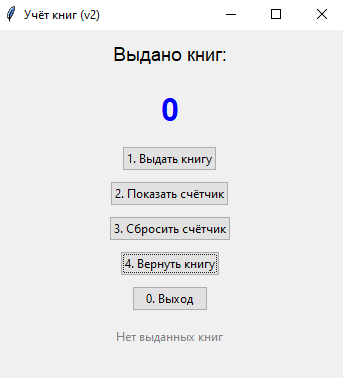 Учёт книг (v2)
Выдано книг:
0
1. Выдать книгу
2. Показать счётчик
3. Сбросить счётчик
4. Вернуть книгу
0. Выход
Нет выданных книг